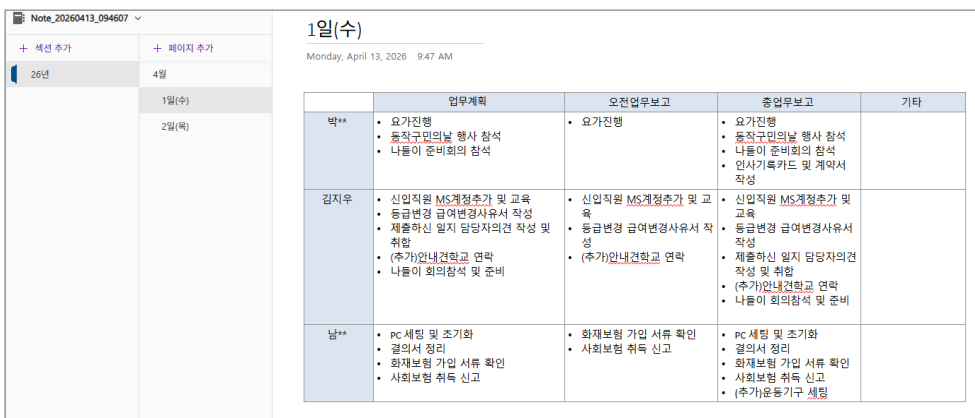 Note_20260413_094607
+ 섹션 추가
+ 페이지 추가
26년
4월
1일(수)
2일(목)
1일(수)
Monday, April 13, 2026 9:47 AM
업무계획 오전업무보고 종업무보고 기타
박**
• 요가진행
• 동작구민의날 행사 참석
• 나들이 준비회의 참석
• 요가진행
• 요가진행
• 동작구민의날 행사 참석
• 나들이 준비회의 참석
• 인사기록카드 및 계약서
작성
김지우
• 신입직원 MS계정추가 및 교육
• 등급변경 급여변경사유서 작성
• 제출하신 일지 담당자의견 작성 및
취합
• (추가)안내견학교 연락
• 나들이 회의참석 및 준비
• 신입직원 MS계정추가 및 교
육
• 등급변경 급여변경사유서 작
성
• (추가)안내견학교 연락
• 신입직원 MS계정추가 및
교육
• 등급변경 급여변경사유서
작성
• 제출하신 일지 담당자의견
작성 및 취합
• (추가)안내견학교 연락
• 나들이 회의참석 및 준비
남**
• PC 세팅 및 초기화
• 결의서 정리
• 화재보험 가입 서류 확인
• 사회보험 취득 신고
• 화재보험 가입 서류 확인
• 사회보험 취득 신고
• PC 세팅 및 초기화
• 결의서 정리
• 화재보험 가입 서류 확인
• 사회보험 취득 신고
• (추가)운동기구 세팅